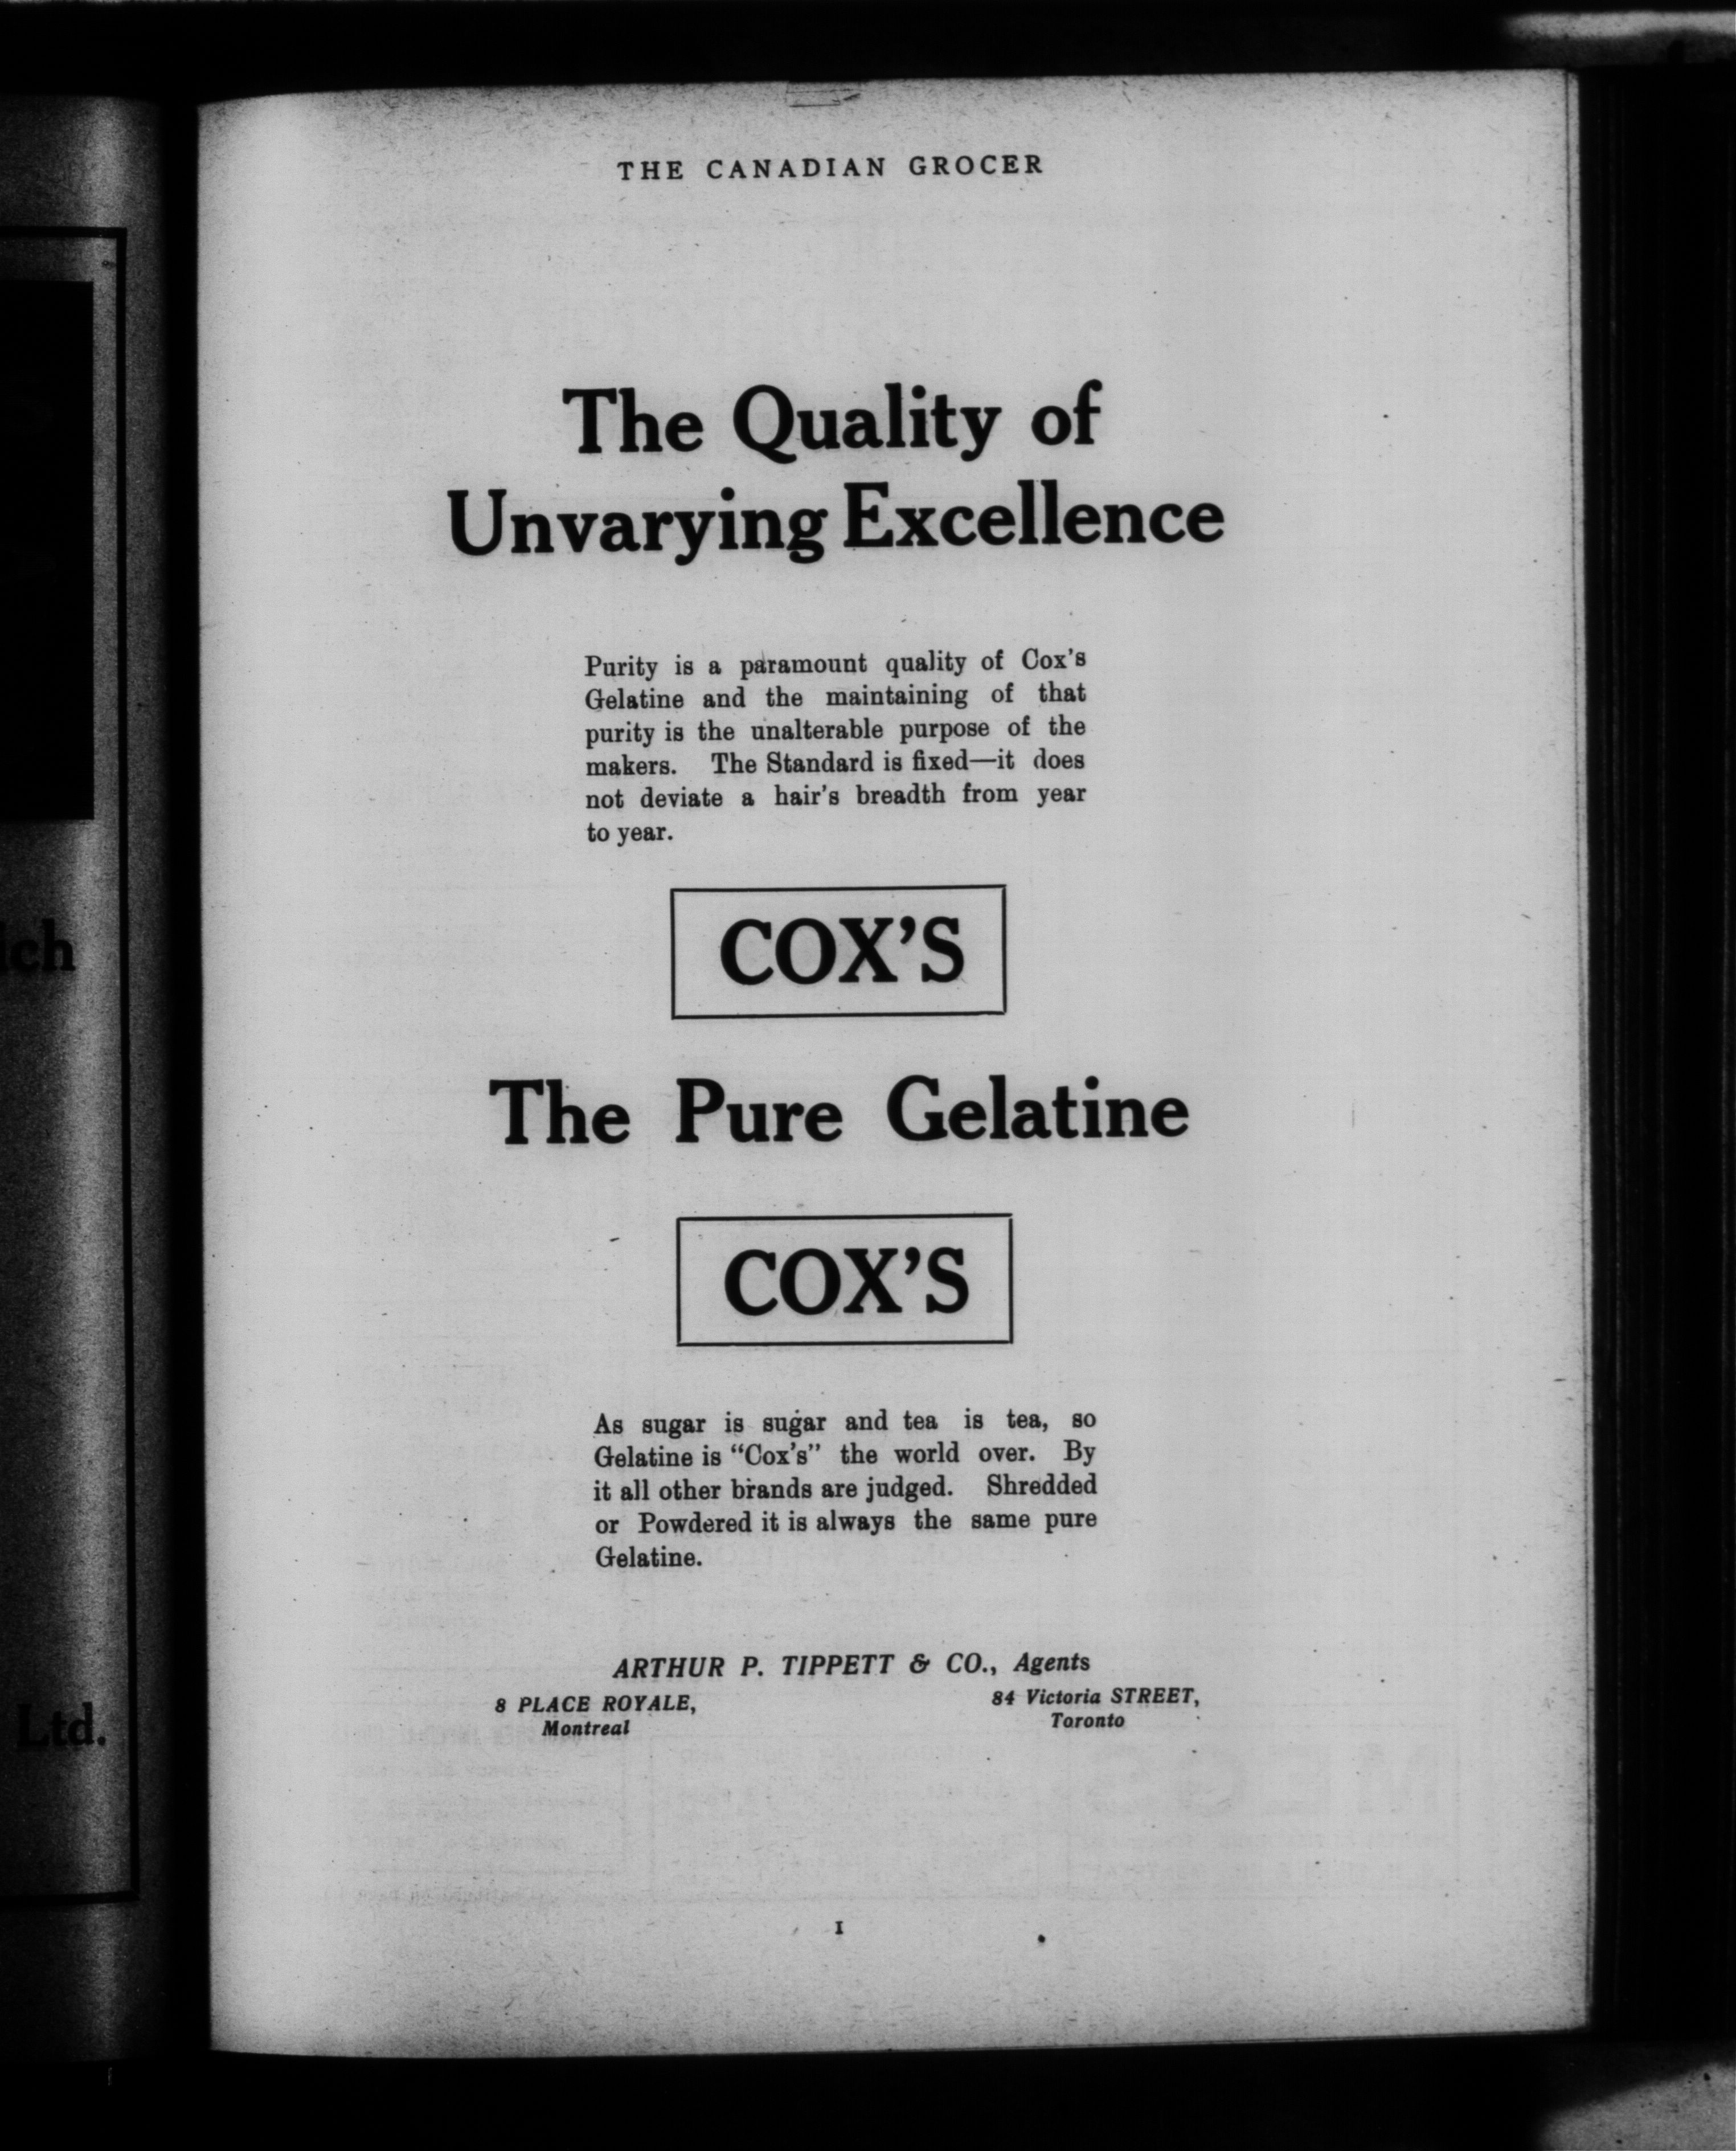 THE CANADIAN GROCER
The Quality of
Unvarying Excellence
Purity is a paramount quality of Cox's
Gelatine and the maintaining of that
purity is the unalterable purpose of the
makers. The Standard is fixed—it does
not deviate a hair's breadth from year
to year.
COX'S
The Pure Gelatine
COX'S
As sugar is sugar and tea is tea, so
Gelatine is "Cox's" the world over. By
it all other brands are judged. Shredded
or Powdered it is always the same pure
Gelatine.
ARTHUR P. TIPPETT & CO., Agents
8 PLACE ROYALE,
Montreal
84 Victoria STREET,
Toronto
1
ich
Ltd.